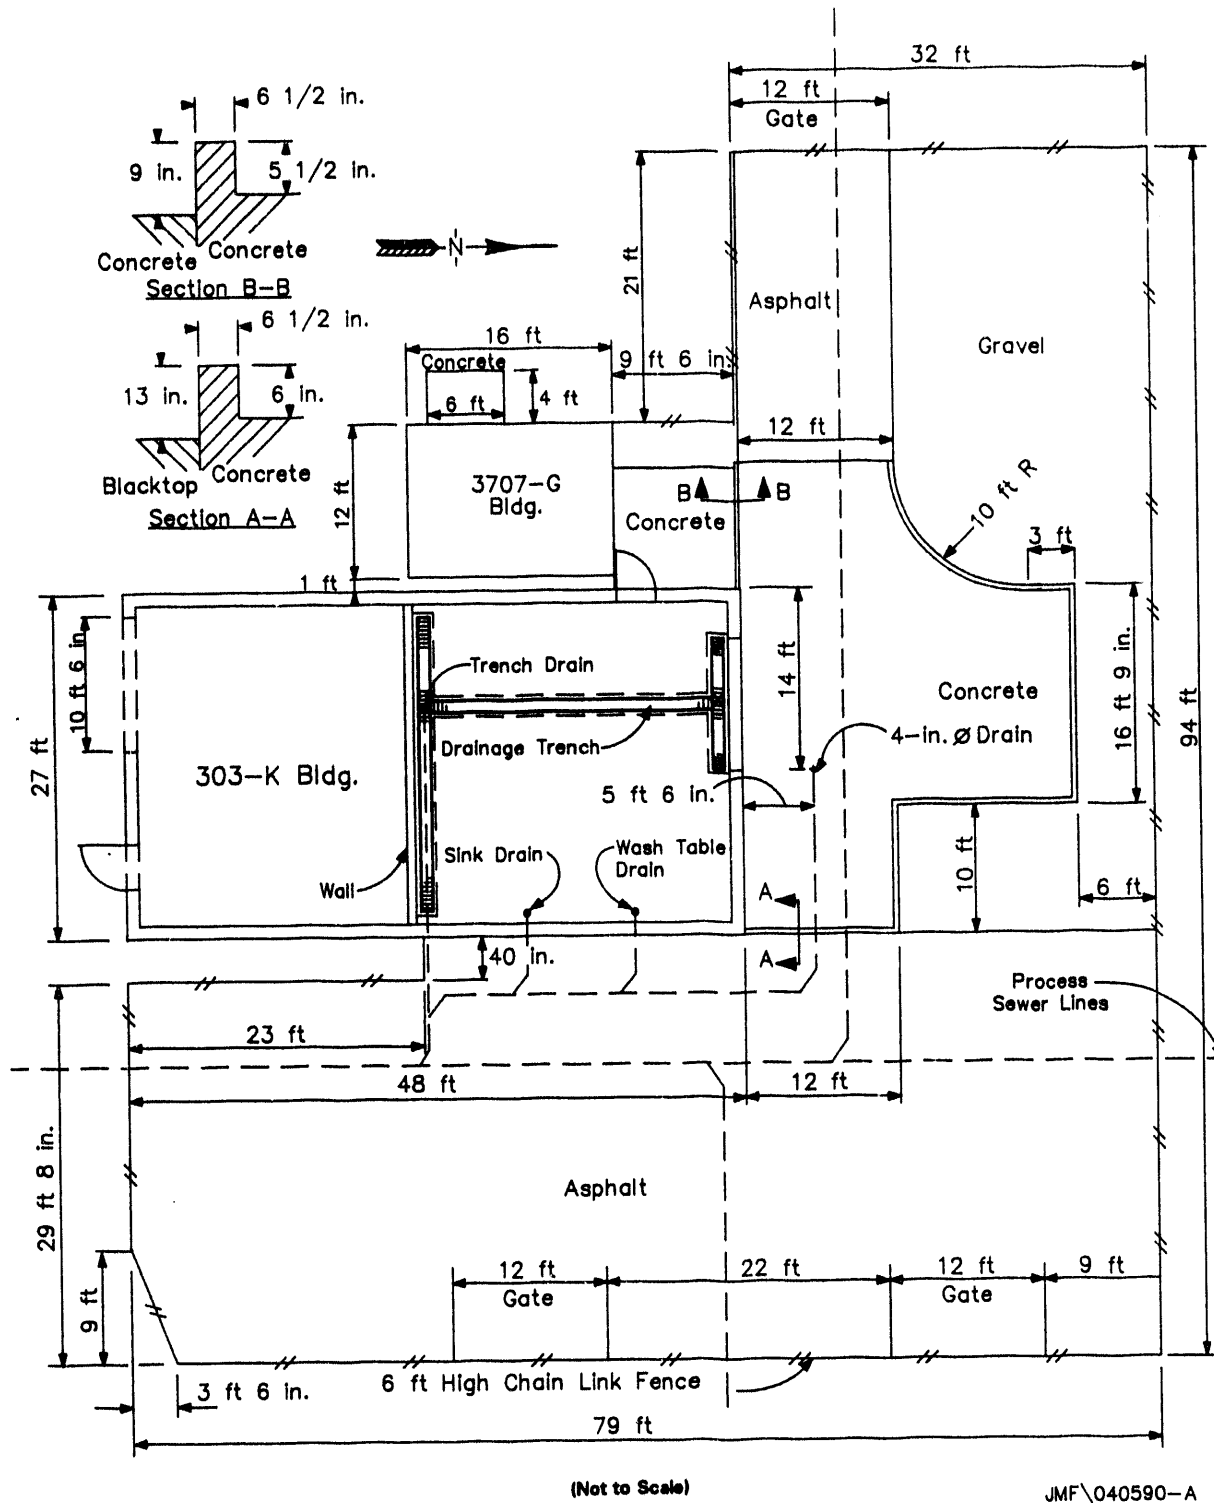 32 ft
12 ft
Gate
6 1/2 in.
9 in.
5 1/2 in.
Concrete
Concrete
Section B-B
N
21 ft
Asphalt
Gravel
6 1/2 in.
13 in.
6 in.
Blacktop
Concrete
Section A-A
16 ft
Concrete
9 ft 6 in.
6 ft
4 ft
12 ft
12 ft
3707-G
Bldg.
B
B
Concrete
10 ft R
3 ft
1 ft
27 ft
10 ft 6 in.
Trench Drain
14 ft
16 ft 9 in.
94 ft
Concrete
4-in. Ø Drain
Drainage Trench
303-K Bldg.
5 ft 6 in.
Sink Drain
Wash Table
Drain
10 ft
Wall
A
6 ft
A
40 in.
Process
Sewer Lines
23 ft
48 ft
12 ft
29 ft 8 in.
Asphalt
9 ft
12 ft
Gate
22 ft
12 ft
Gate
9 ft
3 ft 6 in.
6 ft High Chain Link Fence
79 ft
(Not to Scale)
JMF\040590-A